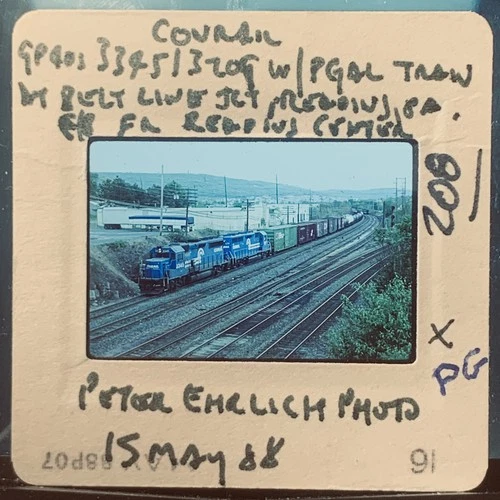 CONRAIL
GP40s 3345/3209 W/PGAL TRAIN
AT BELT LINE JCT, READING, PA.
EB FR READING CENTER
208
X
PG
PETER EHRLICH PHOTO
15 MAY 88
16